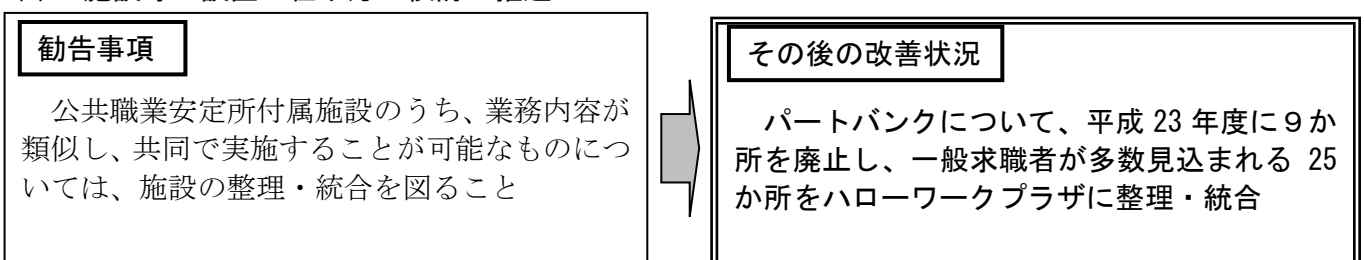 勧告事項
公共職業安定所付属施設のうち、業務内容が
類似し、共同で実施することが可能なものにつ
いては、施設の整理・統合を図ること
その後の改善状況
パートバンクについて、平成 23 年度に９か
所を廃止し、一般求職者が多数見込まれる 25
か所をハローワークプラザに整理・統合